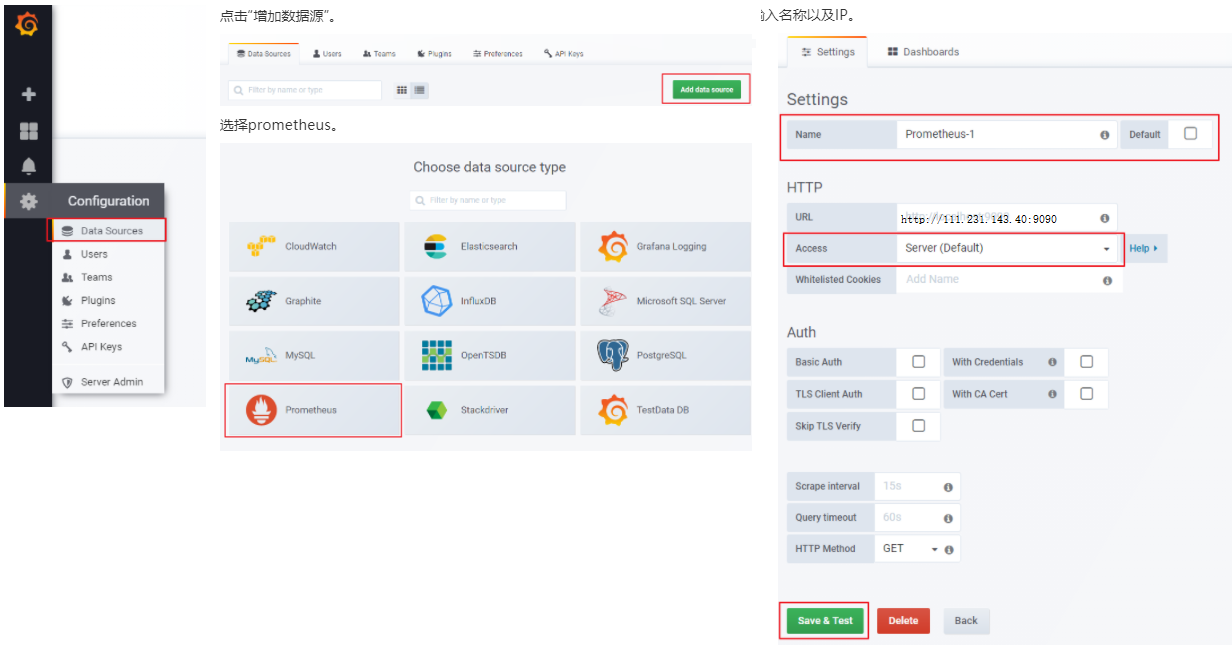 Configuration
Data Sources
Users
Teams
Plugins
Preferences
API Keys
Server Admin
点击“增加数据源”。
Data Sources Users Teams Plugins Preferences API Keys
Filter by name or type
Add data source
选择prometheus。
Choose data source type
Filter by name or type
CloudWatch Elasticsearch Grafana Logging
Graphite InfluxDB Microsoft SQL Server
MySQL MySQL OpenTSDB PostgreSQL
Prometheus Stackdriver TestData DB
入名称以及IP。
Settings Dashboards
Settings
Name Prometheus-1 Default
HTTP
URL http://111.231.143.40:9090
Access Server (Default) Help
Whitelisted Cookies Add Name
Auth
Basic Auth With Credentials
TLS Client Auth With CA Cert
Skip TLS Verify
Scrape interval 15s
Query timeout 60s
HTTP Method GET
Save & Test Delete Back